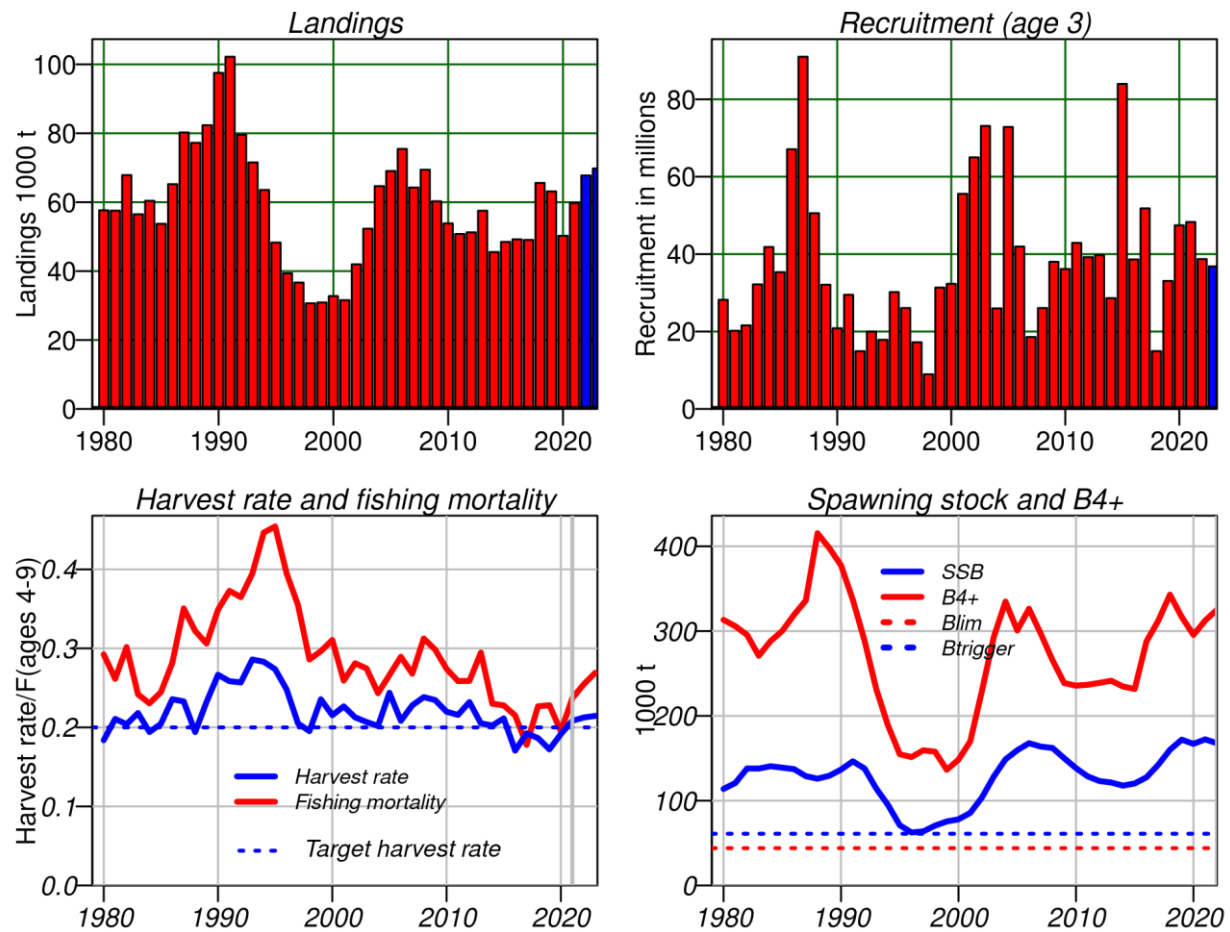 Landings
Landings 1000 t
100
80
60
40
20
0
1980 1990 2000 2010 2020
Recruitment (age 3)
Recruitment in millions
80
60
40
20
0
1980 1990 2000 2010 2020
Harvest rate and fishing mortality
Harvest rate/F(ages 4-9)
0.4
0.3
0.2
0.1
0.0
Harvest rate
Fishing mortality
Target harvest rate
1980 1990 2000 2010 2020
Spawning stock and B4+
1000 t
400
300
200
100
0
SSB
B4+
Blim
Btrigger
1980 1990 2000 2010 2020